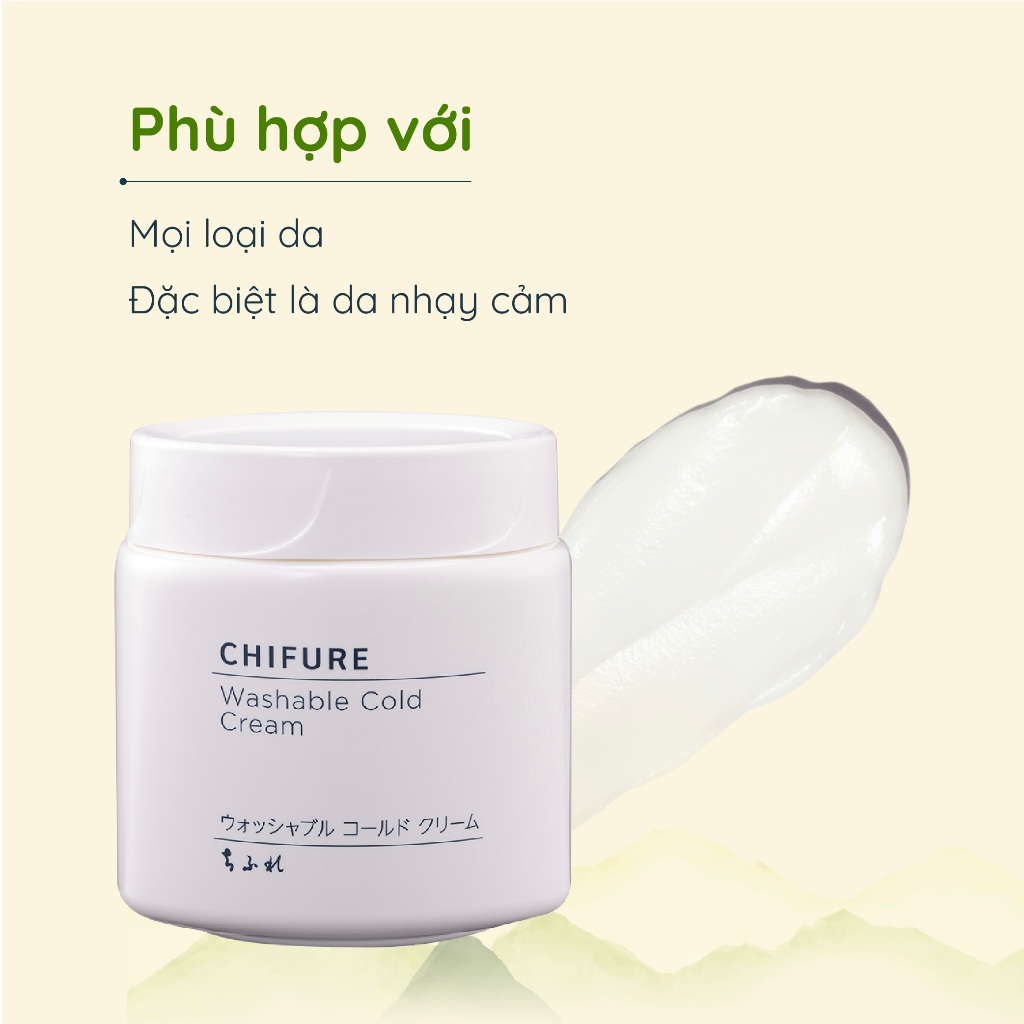 Phù hợp với
Mọi loại da
Đặc biệt là da nhạy cảm
CHIFURE
Washable Cold
Cream
ウォッシャブル コールド クリーム
ちふれ